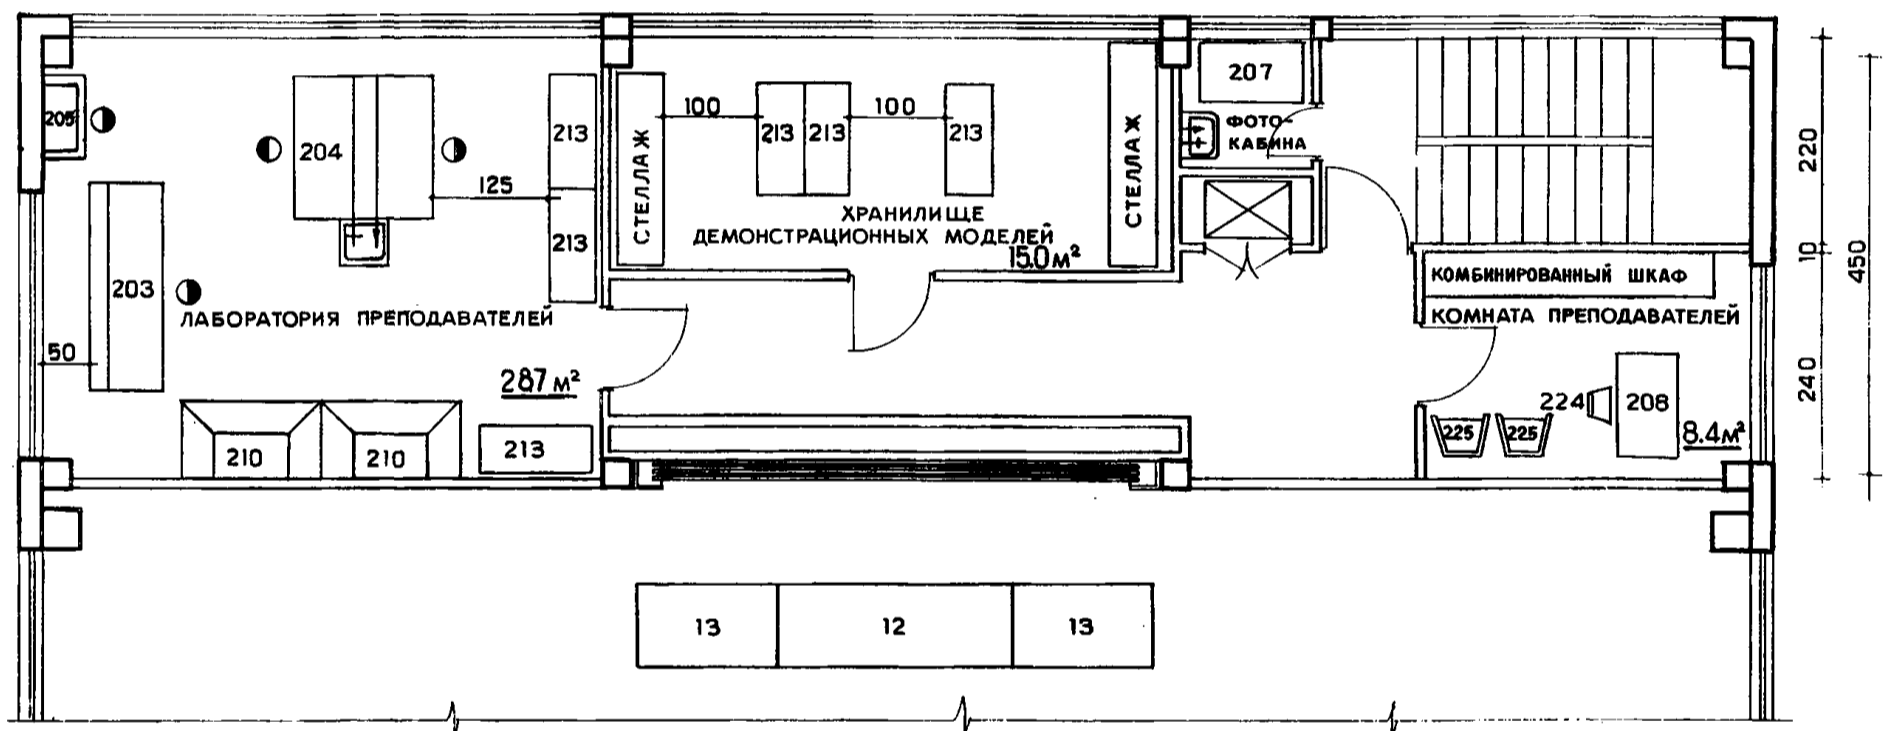 205
204
125
213
213
203
50
ЛАБОРАТОРИЯ ПРЕПОДАВАТЕЛЕЙ
287 м²
210
210
213
СТЕЛЛАЖ
100
213
213
100
213
СТЕЛЛАЖ
ХРАНИЛИЩЕ
ДЕМОНСТРАЦИОННЫХ МОДЕЛЕЙ
15.0 м²
207
ФОТО-
КАБИНА
КОМБИНИРОВАННЫЙ ШКАФ
КОМНАТА ПРЕПОДАВАТЕЛЕЙ
224
208
225
225
8.4 м²
220
10
240
450
13
12
13